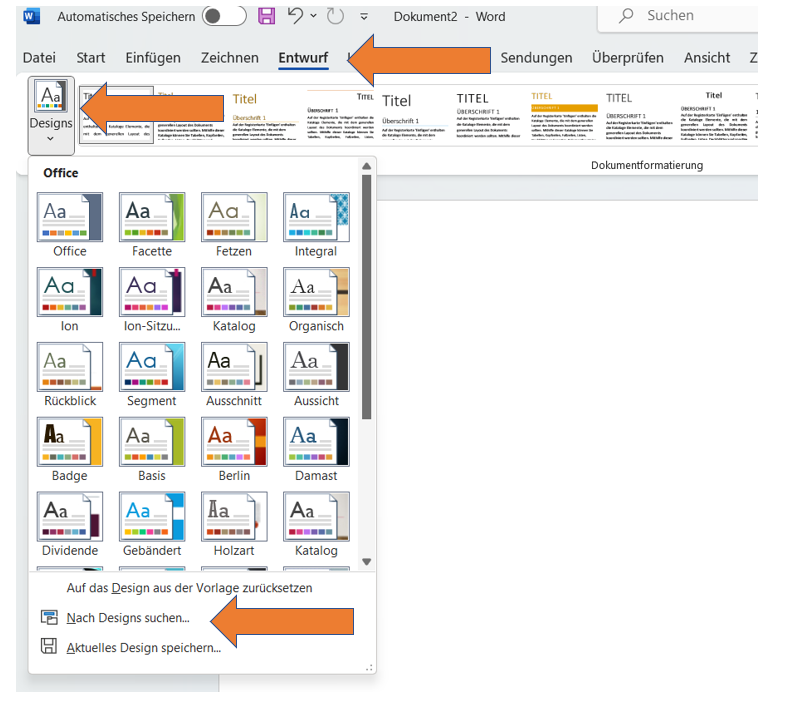 Automatisches Speichern
Dokument2 - Word
Suchen
Datei Start Einfügen Zeichnen Entwurf Sendungen Überprüfen Ansicht
Designs
Titel
Überschrift 1
TITEL
ÜBERSCHRIFT 1
Titel
Überschrift 1
TITEL
ÜBERSCHRIFT 1
TITEL
ÜBERSCHRIFT 1
TITEL
ÜBERSCHRIFT 1
Titel
ÜBERSCHRIFT 1
Dokumentformatierung
Office
Aa Aa Aa Aa
Office Facette Fetzen Integral
Aa Aa Aa Aa
Ion Ion-Sitzu... Katalog Organisch
Aa Aa Aa Aa
Rückblick Segment Ausschnitt Aussicht
Aa Aa Aa Aa
Badge Basis Berlin Damast
Aa Aa Aa Aa
Dividende Gebändert Holzart Katalog
Auf das Design aus der Vorlage zurücksetzen
Nach Designs suchen...
Aktuelles Design speichern...